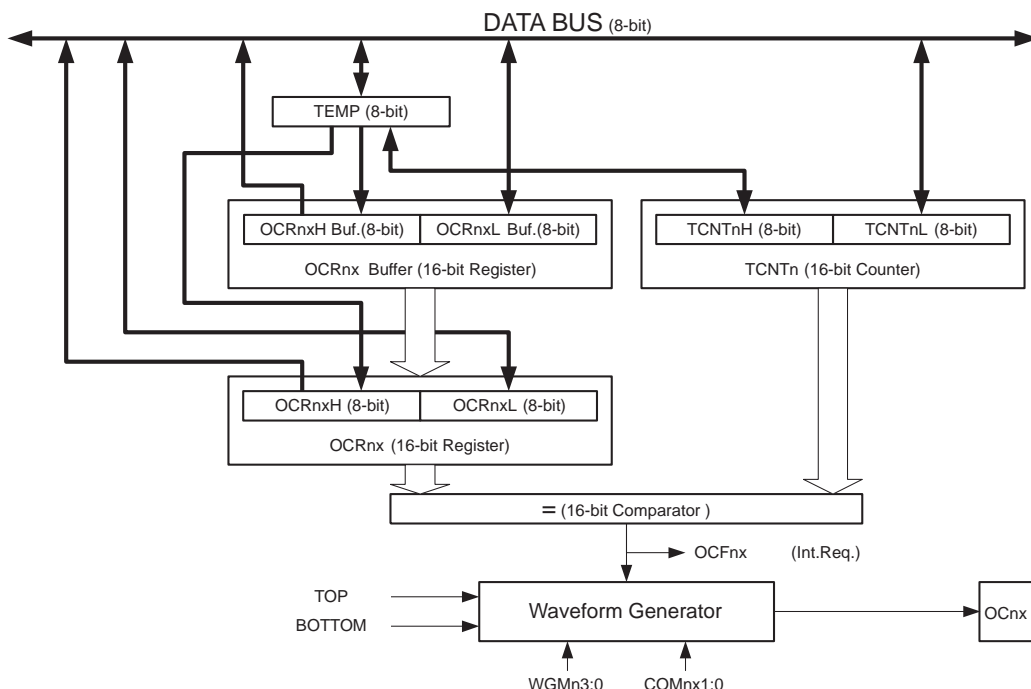 DATA BUS (8-bit)
TEMP (8-bit)
OCRnxH Buf.(8-bit)
OCRnxL Buf.(8-bit)
TCNTnH (8-bit)
TCNTnL (8-bit)
OCRnx Buffer (16-bit Register)
TCNTn (16-bit Counter)
OCRnxH (8-bit)
OCRnxL (8-bit)
OCRnx (16-bit Register)
= (16-bit Comparator )
OCFnx (Int.Req.)
TOP
BOTTOM
Waveform Generator
OCnx
WGMn3:0
COMnx1:0